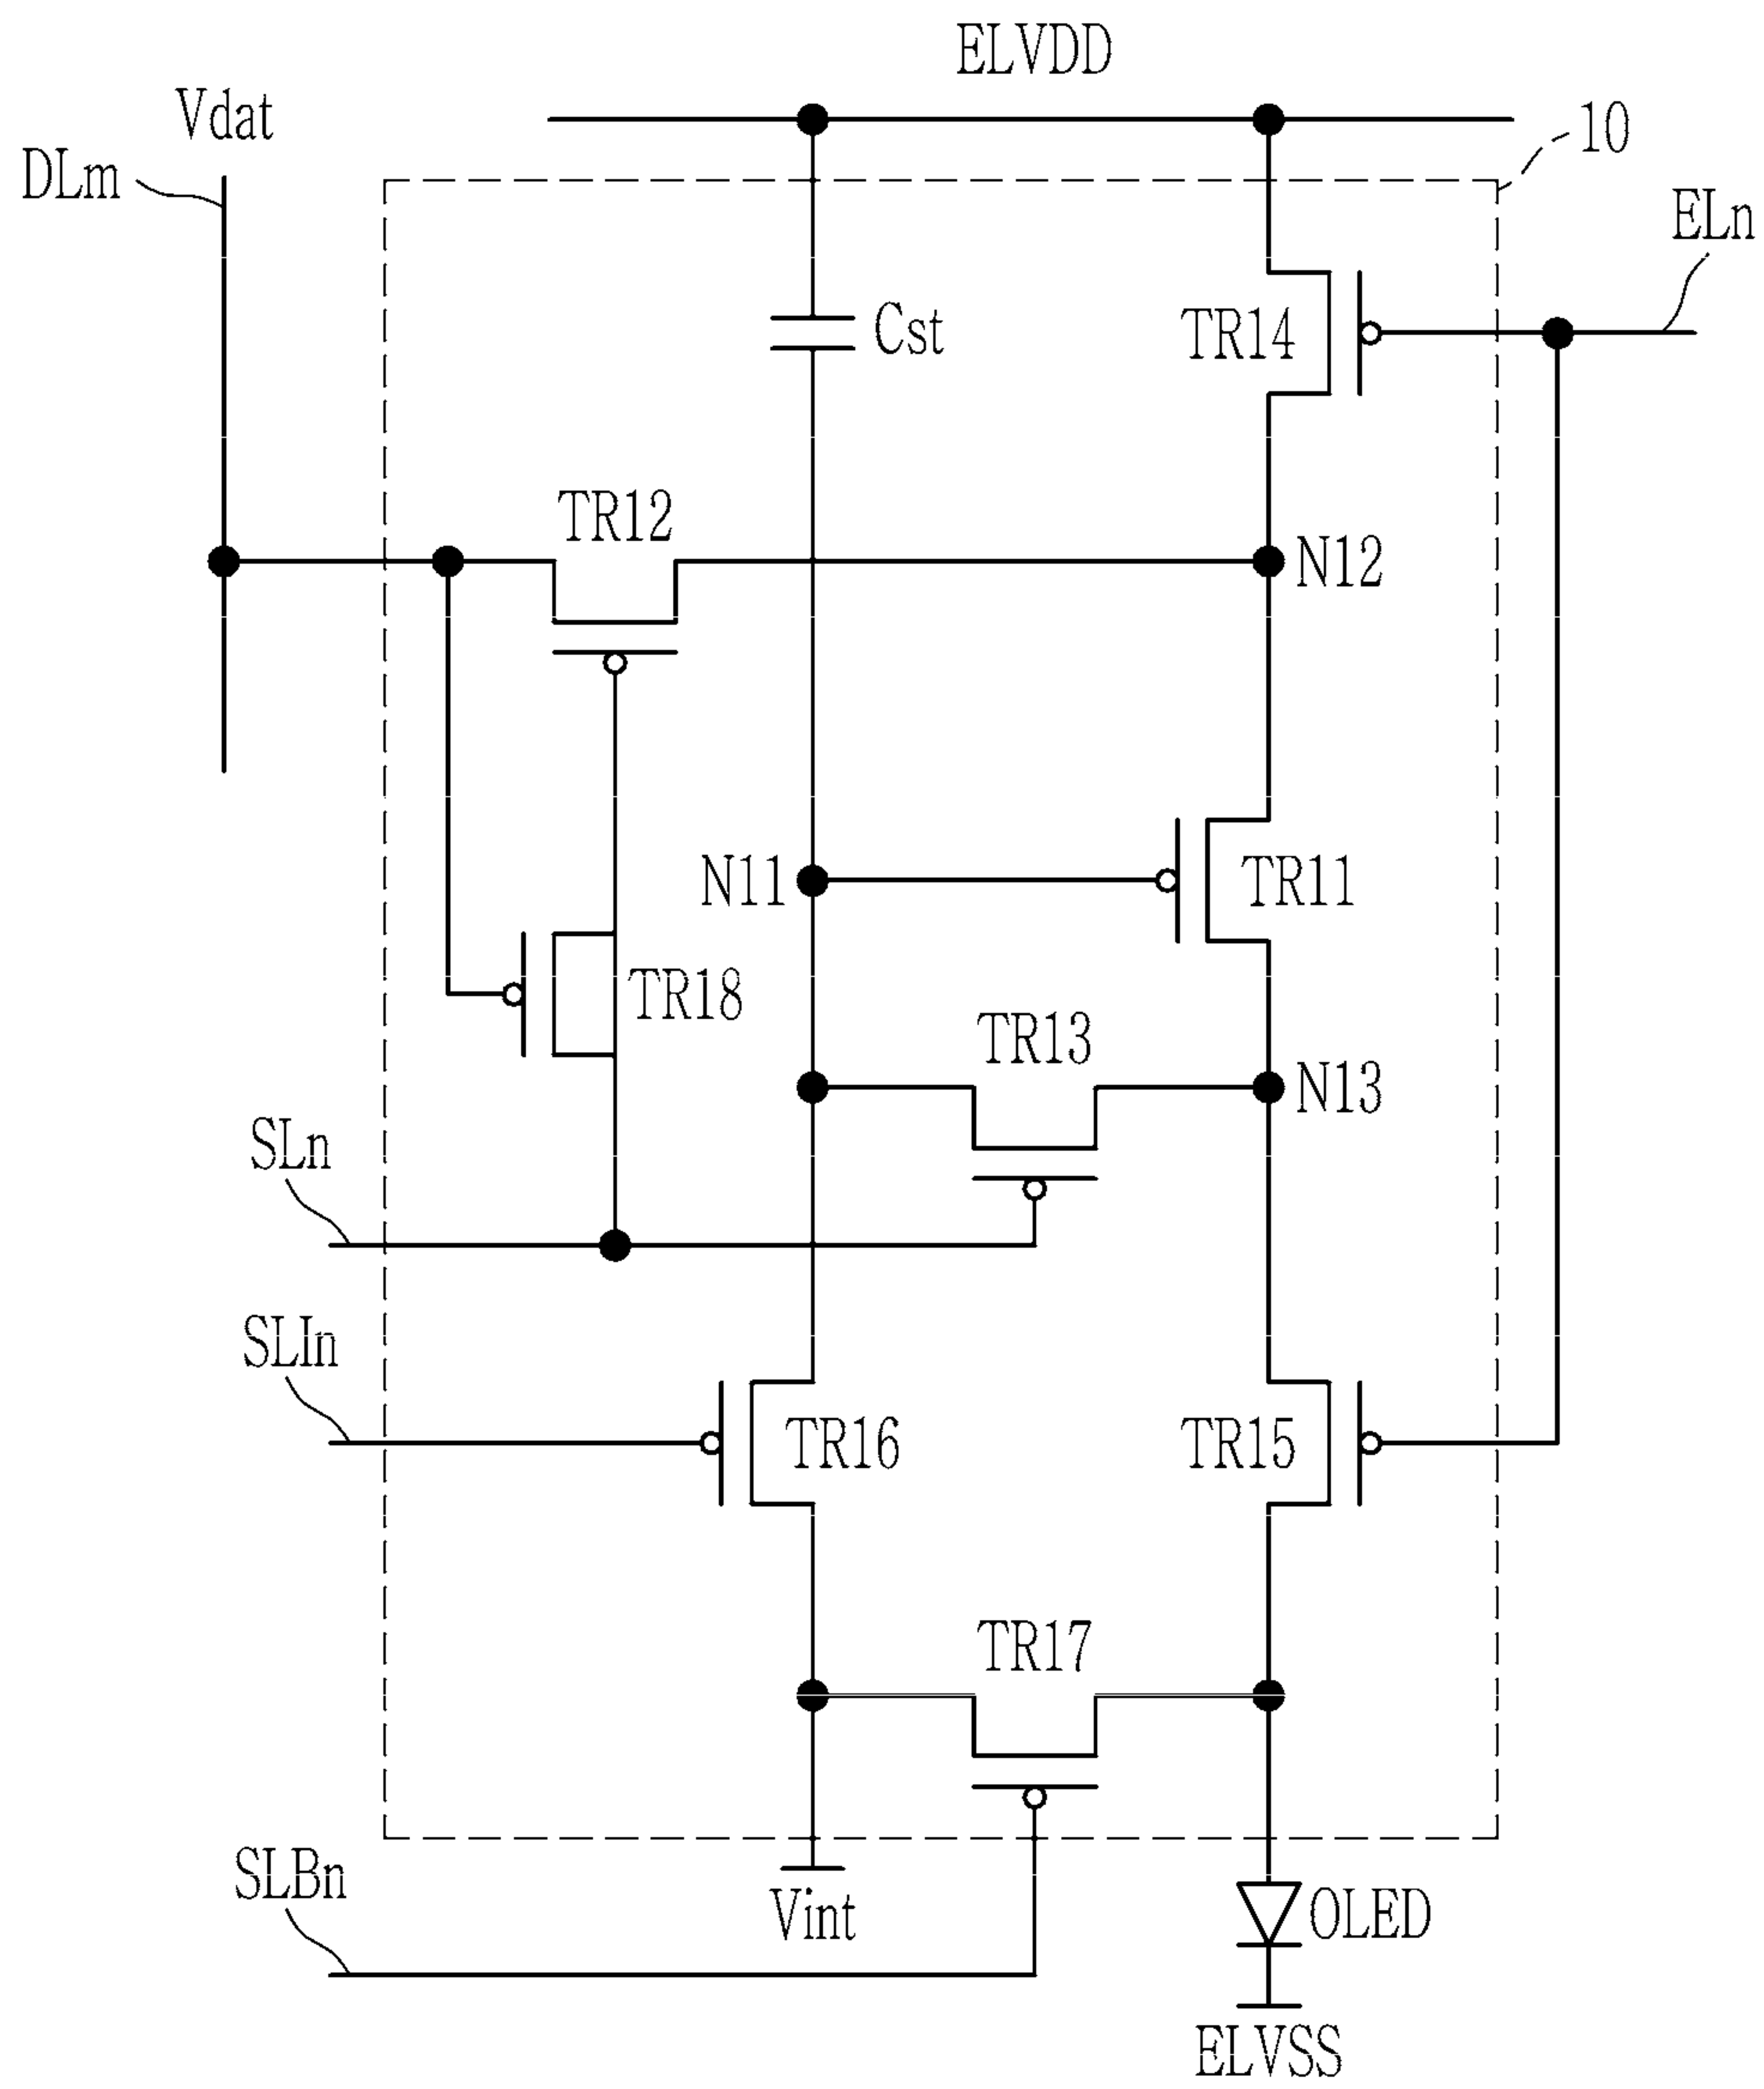 ELVDD
Vdat
10
DLm
ELn
Cst
TR14
TR12
N12
N11
TR11
TR18
TR13
N13
SLn
SLIn
TR16
TR15
TR17
SLBn
Vint
OLED
ELVSS